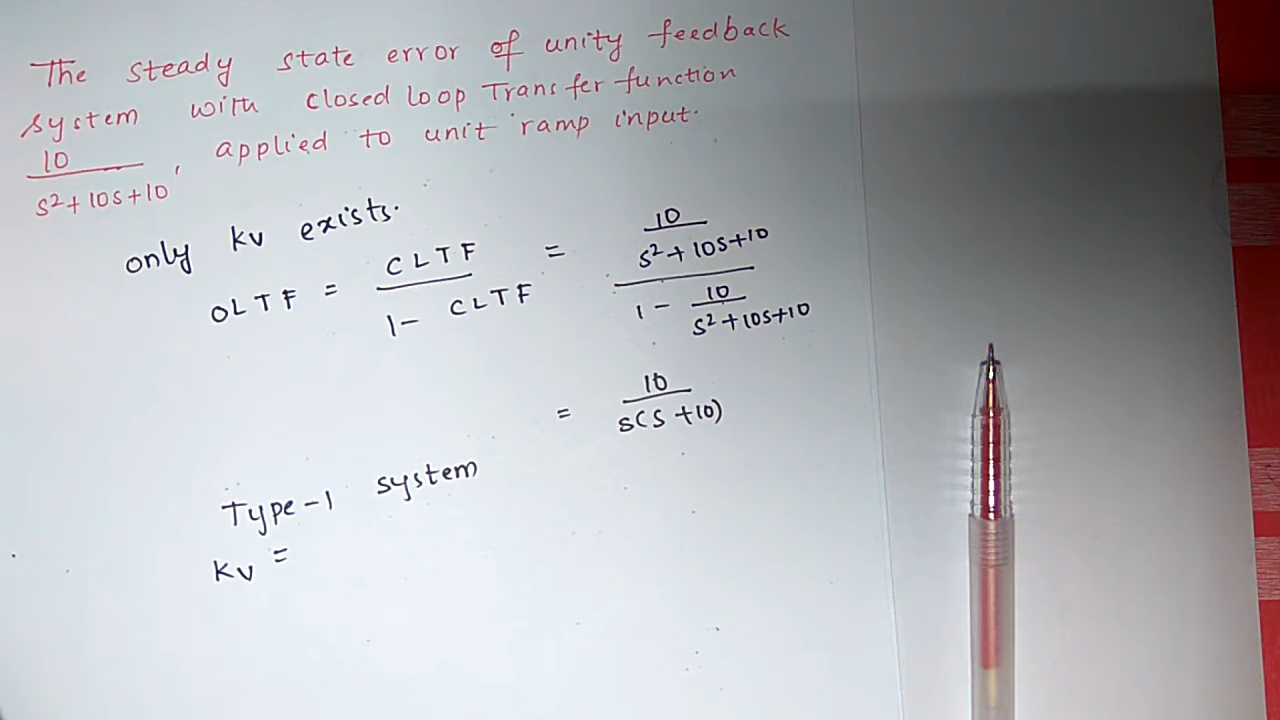 The steady state error of unity feedback
system with closed loop Transfer function
10 / s²+10s+10, applied to unit ramp input.
only kv exists.
OLTF = CLTF / 1- CLTF = 10 / s²+10s+10 / 1 - 10 / s²+10s+10
= 10 / s(s+10)
Type-1 system
kv =